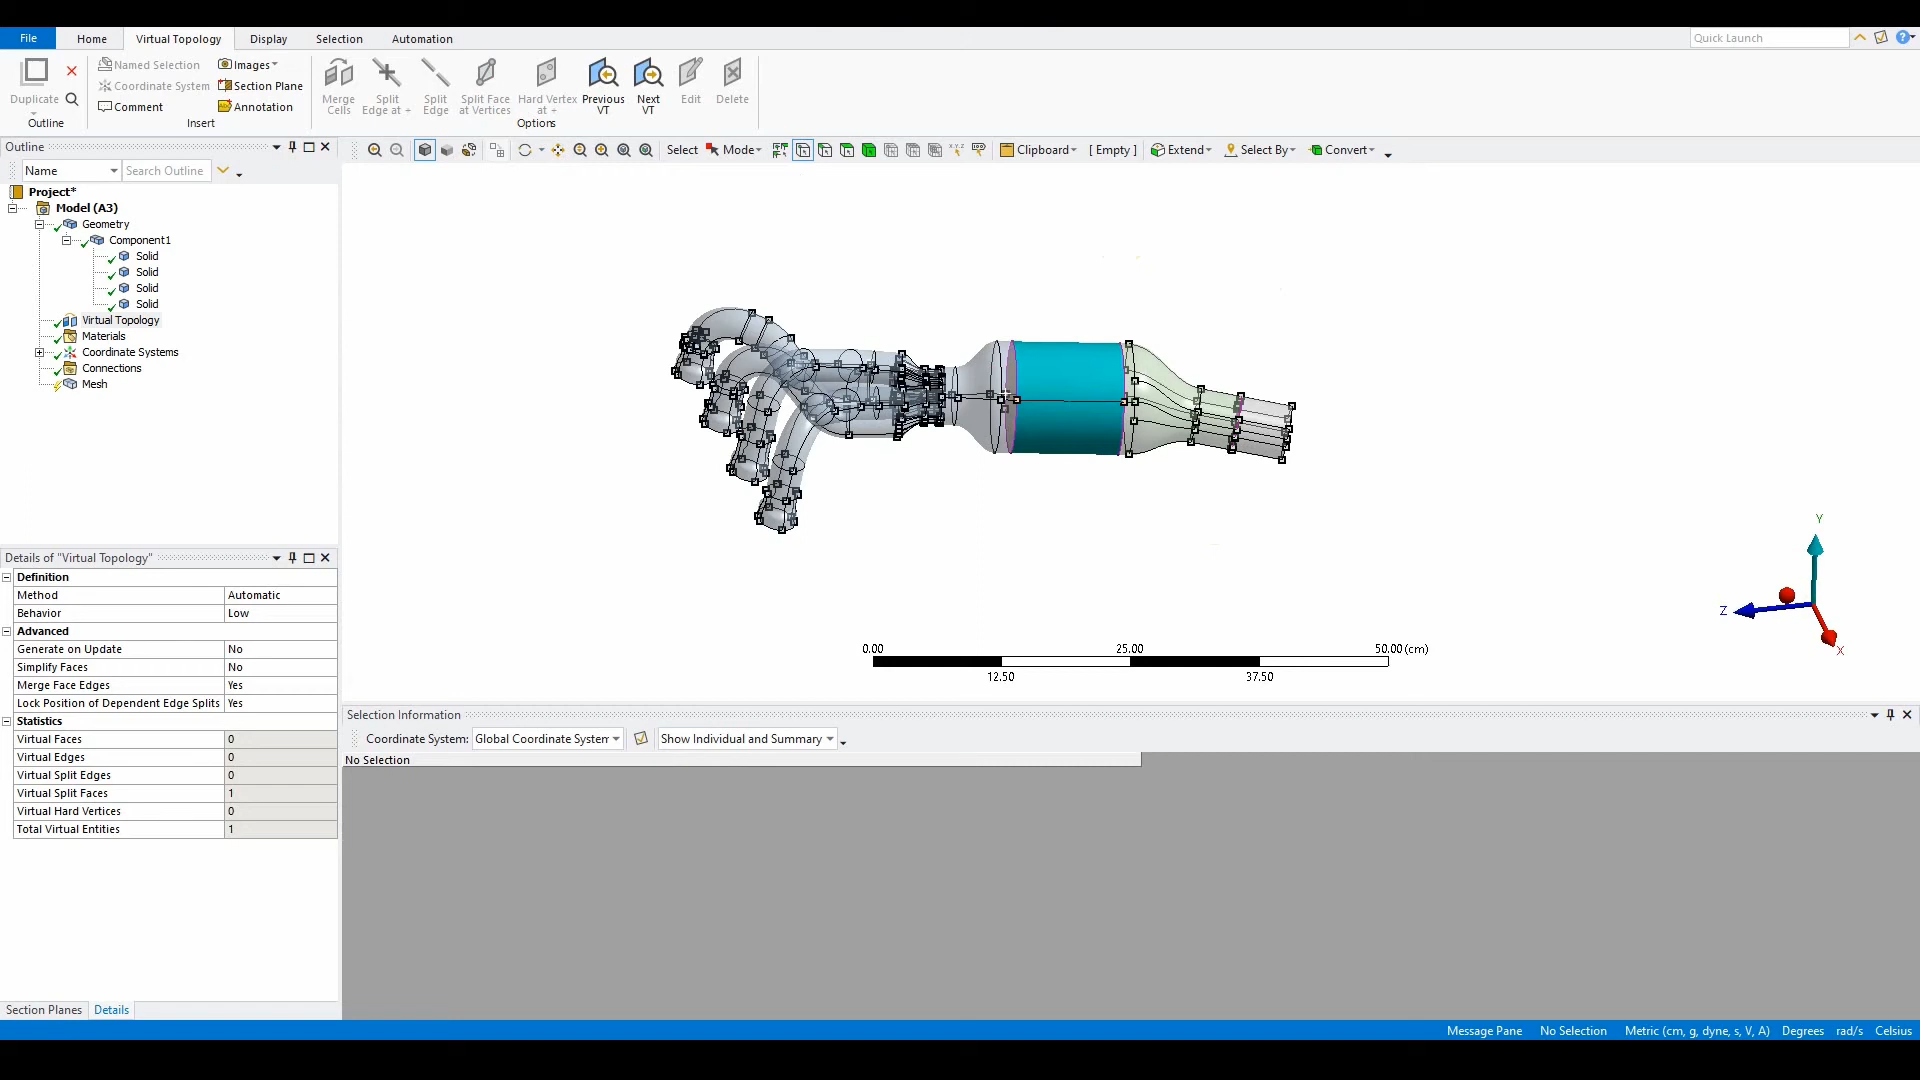 File Home Virtual Topology Display Selection Automation Quick Launch
Duplicate
Outline
Named Selection Images
Coordinate System Section Plane
Comment Annotation
Insert
Merge Cells
Split Edge at +
Split Edge
Split Face at Vertices
Hard Vertex at +
Previous VT
Next VT
Edit
Delete
Options
Outline
Name Search Outline
Select Mode Clipboard [ Empty ] Extend Select By Convert
Project*
Model (A3)
Geometry
Component1
Solid
Solid
Solid
Solid
Virtual Topology
Materials
Coordinate Systems
Connections
Mesh
Details of "Virtual Topology"
Definition
Method Automatic
Behavior Low
Advanced
Generate on Update No
Simplify Faces No
Merge Face Edges Yes
Lock Position of Dependent Edge Splits Yes
Statistics
Virtual Faces 0
Virtual Edges 0
Virtual Split Edges 0
Virtual Split Faces 1
Virtual Hard Vertices 0
Total Virtual Entities 1
Section Planes Details
Y
Z
X
0.00 25.00 50.00 (cm)
12.50 37.50
Selection Information
Coordinate System: Global Coordinate System Show Individual and Summary
No Selection
Message Pane No Selection Metric (cm, g, dyne, s, V, A) Degrees rad/s Celsius